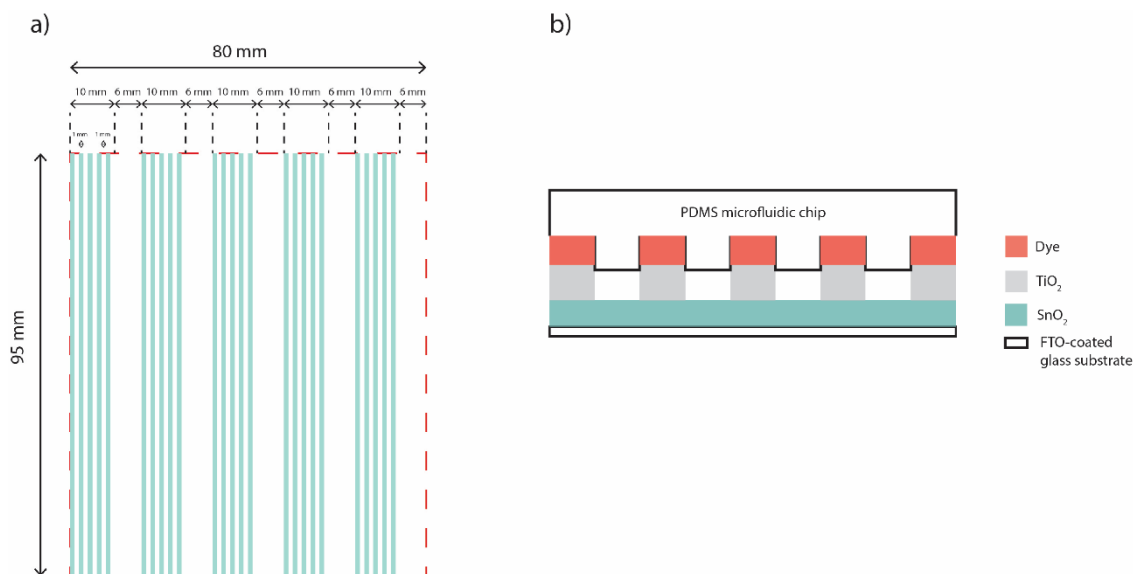 a)
80 mm
10 mm 6 mm 10 mm 6 mm 10 mm 6 mm 10 mm 6 mm 10 mm 6 mm
1 mm 1 mm
95 mm
b)
PDMS microfluidic chip
Dye
TiO₂
SnO₂
FTO-coated
glass substrate